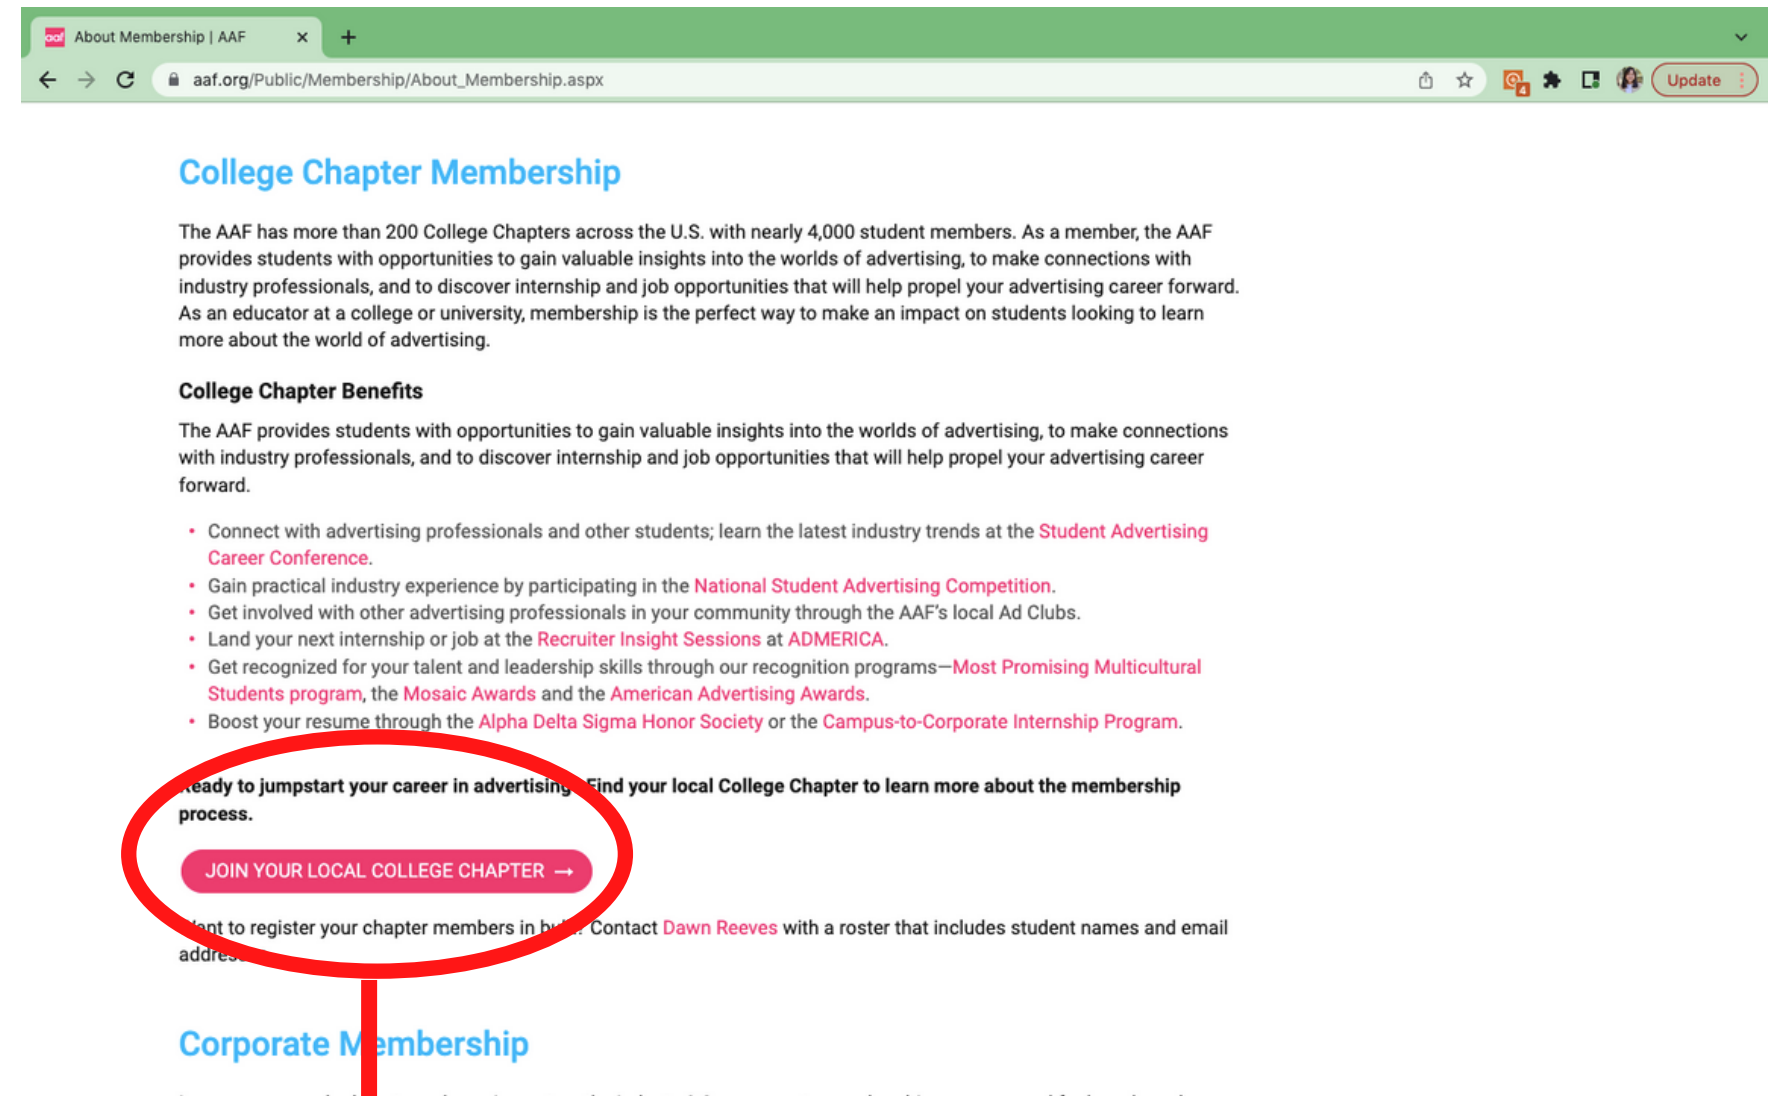 aaf
About Membership | AAF
aaf.org/Public/Membership/About_Membership.aspx
4
Update
College Chapter Membership
The AAF has more than 200 College Chapters across the U.S. with nearly 4,000 student members. As a member, the AAF
provides students with opportunities to gain valuable insights into the worlds of advertising, to make connections with
industry professionals, and to discover internship and job opportunities that will help propel your advertising career forward.
As an educator at a college or university, membership is the perfect way to make an impact on students looking to learn
more about the world of advertising.
College Chapter Benefits
The AAF provides students with opportunities to gain valuable insights into the worlds of advertising, to make connections
with industry professionals, and to discover internship and job opportunities that will help propel your advertising career
forward.
• Connect with advertising professionals and other students; learn the latest industry trends at the Student Advertising
Career Conference.
• Gain practical industry experience by participating in the National Student Advertising Competition.
• Get involved with other advertising professionals in your community through the AAF's local Ad Clubs.
• Land your next internship or job at the Recruiter Insight Sessions at ADMERICA.
• Get recognized for your talent and leadership skills through our recognition programs—Most Promising Multicultural
Students program, the Mosaic Awards and the American Advertising Awards.
• Boost your resume through the Alpha Delta Sigma Honor Society or the Campus-to-Corporate Internship Program.
Ready to jumpstart your career in advertising Find your local College Chapter to learn more about the membership
process.
JOIN YOUR LOCAL COLLEGE CHAPTER →
Want to register your chapter members in Contact Dawn Reeves with a roster that includes student names and email
Corporate Membership